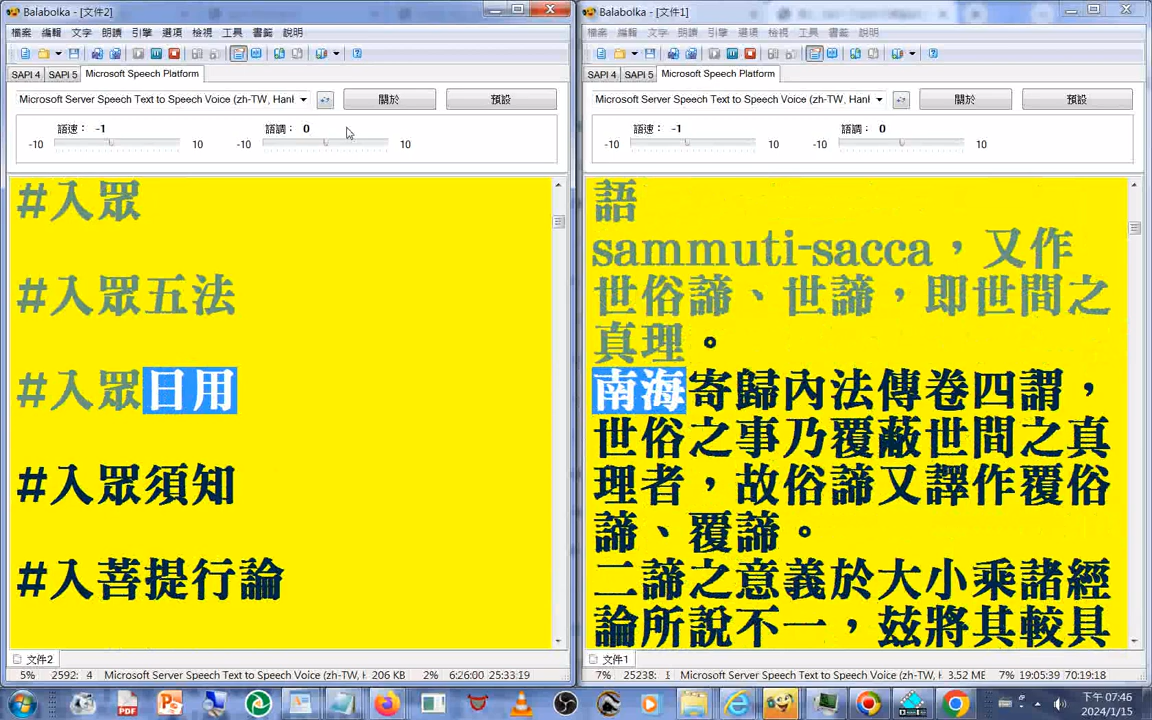 Balabolka - [文件2]
檔案 編輯 文字 朗讀 引擎 選項 檢視 工具 書籤 說明
SAPI 4 SAPI 5 Microsoft Speech Platform
Microsoft Server Speech Text to Speech Voice (zh-TW, Hanl
關於 預設
語速： -1 語調： 0
-10 10 -10 10
#入眾
#入眾五法
#入眾日用
#入眾須知
#入菩提行論
文件2
5% 2592: 4 Microsoft Server Speech Text to Speech Voice (zh-TW, H 206 KB 2% 6:26:00 25:33:19
Balabolka - [文件1]
檔案 編輯 文字 朗讀 引擎 選項 檢視 工具 書籤 說明
SAPI 4 SAPI 5 Microsoft Speech Platform
Microsoft Server Speech Text to Speech Voice (zh-TW, Hanl
關於 預設
語速： -1 語調： 0
-10 10 -10 10
語
sammuti-sacca，又作
世俗諦、世諦，即世間之
真理。
南海寄歸內法傳卷四謂，
世俗之事乃覆蔽世間之真
理者，故俗諦又譯作覆俗
諦、覆諦。
二諦之意義於大小乘諸經
論所說不一，茲將其較具
文件1
7% 25238: 1 Microsoft Server Speech Text to Speech Voice (zh-TW, H 3.52 ME 7% 19:05:39 70:19:18
下午 07:46
2024/1/15